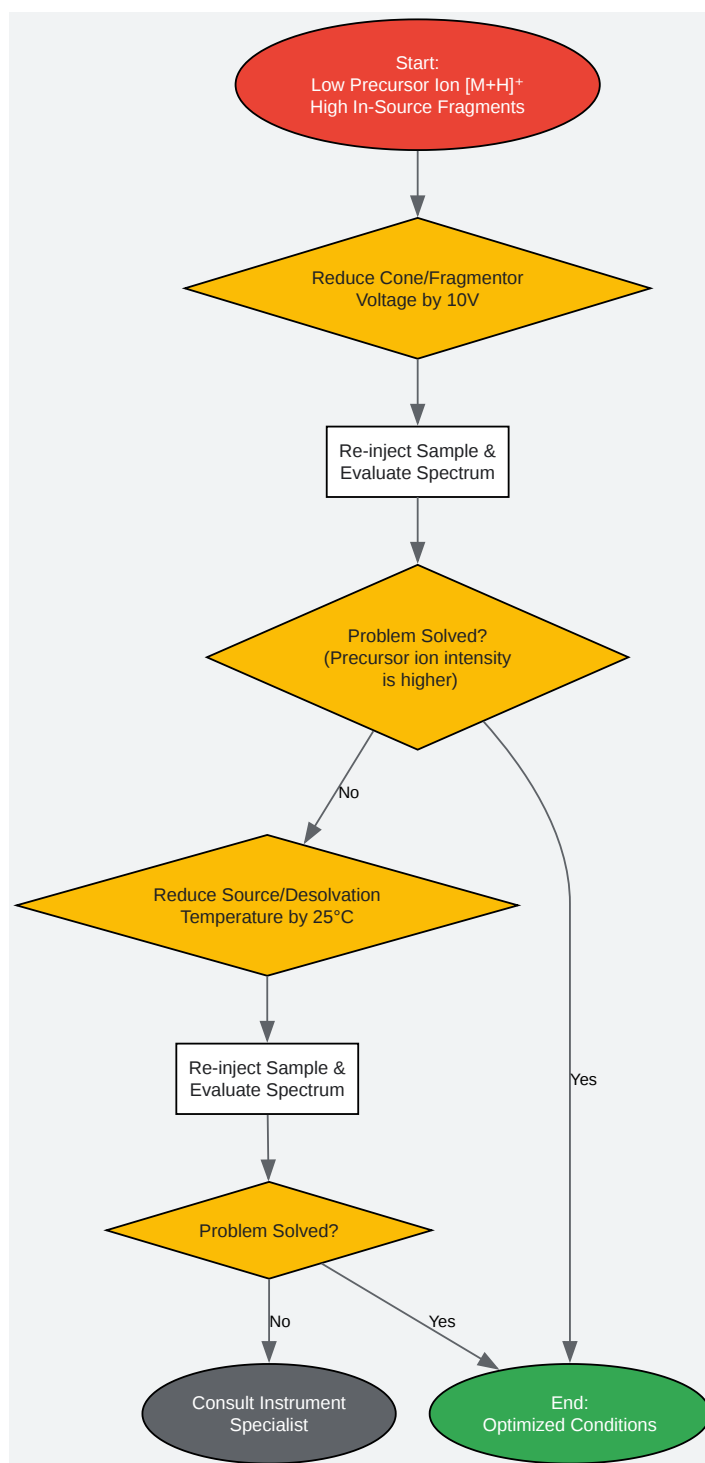 Start:
Low Precursor Ion [M+H]⁺
High In-Source Fragments
Reduce Cone/Fragmentor
Voltage by 10V
Re-inject Sample &
Evaluate Spectrum
Problem Solved?
(Precursor ion intensity
is higher)
No
Reduce Source/Desolvation
Temperature by 25°C
Re-inject Sample &
Evaluate Spectrum
Yes
Problem Solved?
No
Yes
Consult Instrument
Specialist
End:
Optimized Conditions